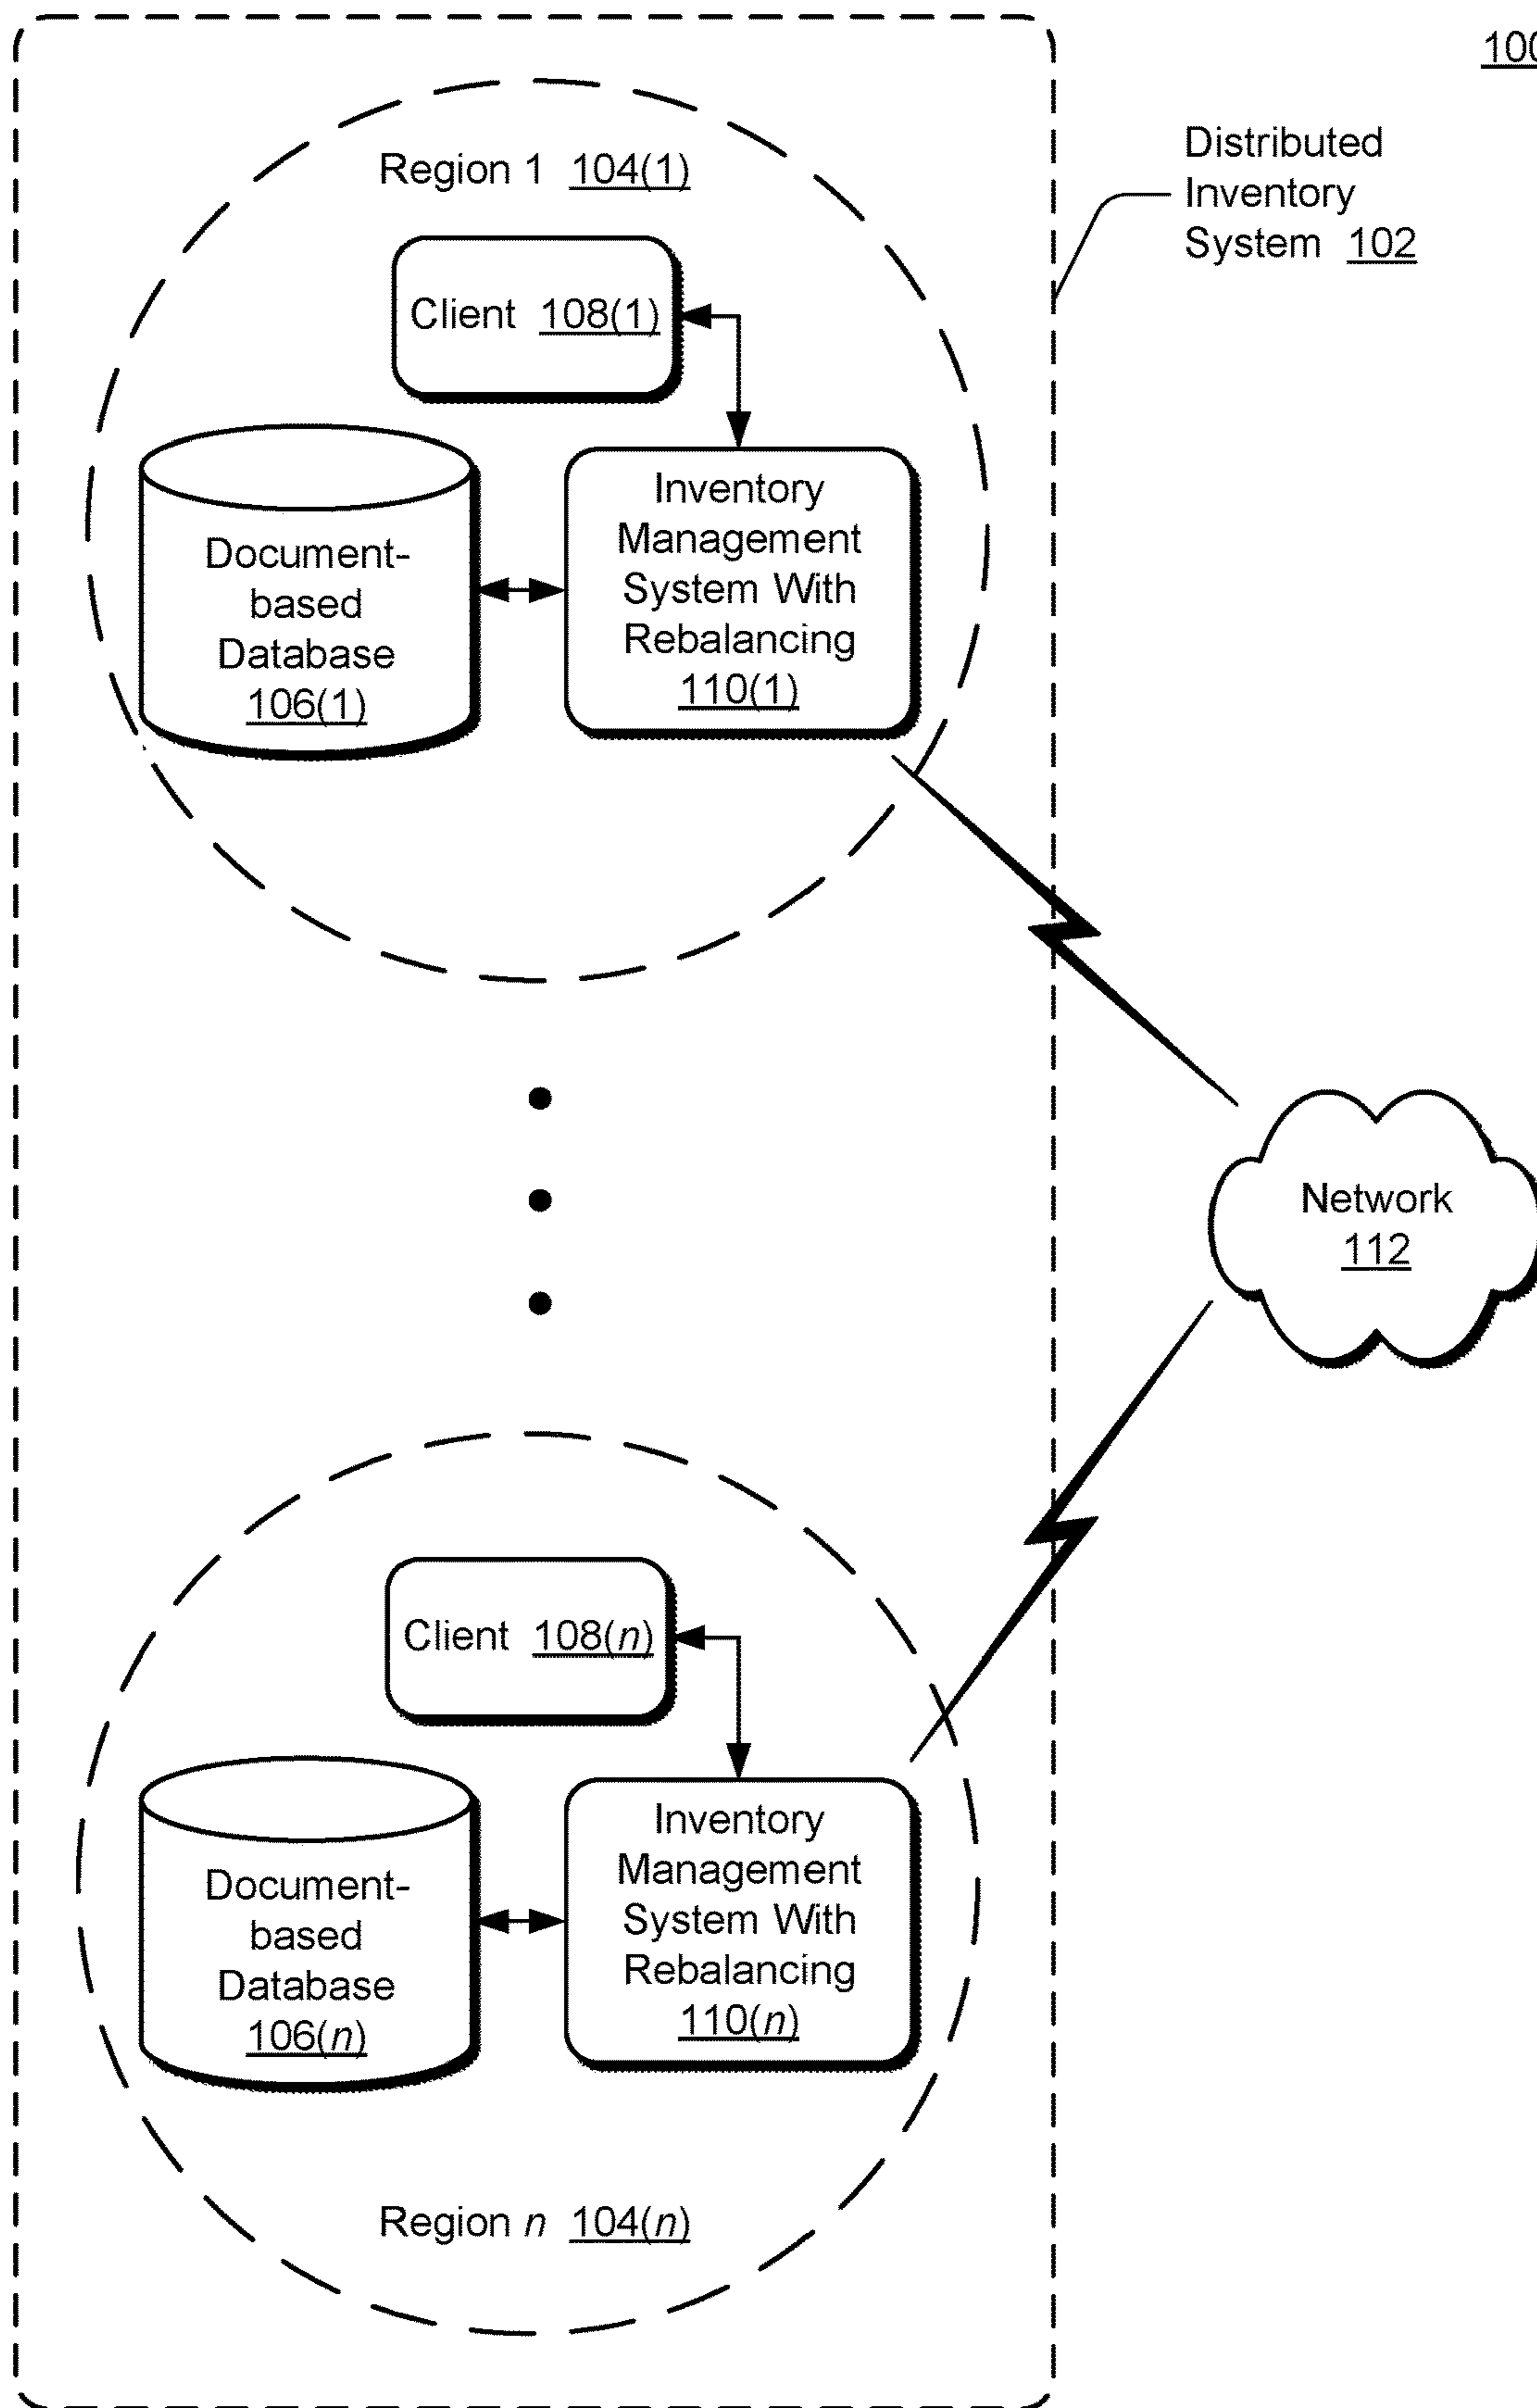 100
Distributed
Inventory
System 102
Region 1 104(1)
Client 108(1)
Document-
based
Database
106(1)
Inventory
Management
System With
Rebalancing
110(1)
Network
112
Client 108(n)
Document-
based
Database
106(n)
Inventory
Management
System With
Rebalancing
110(n)
Region n 104(n)